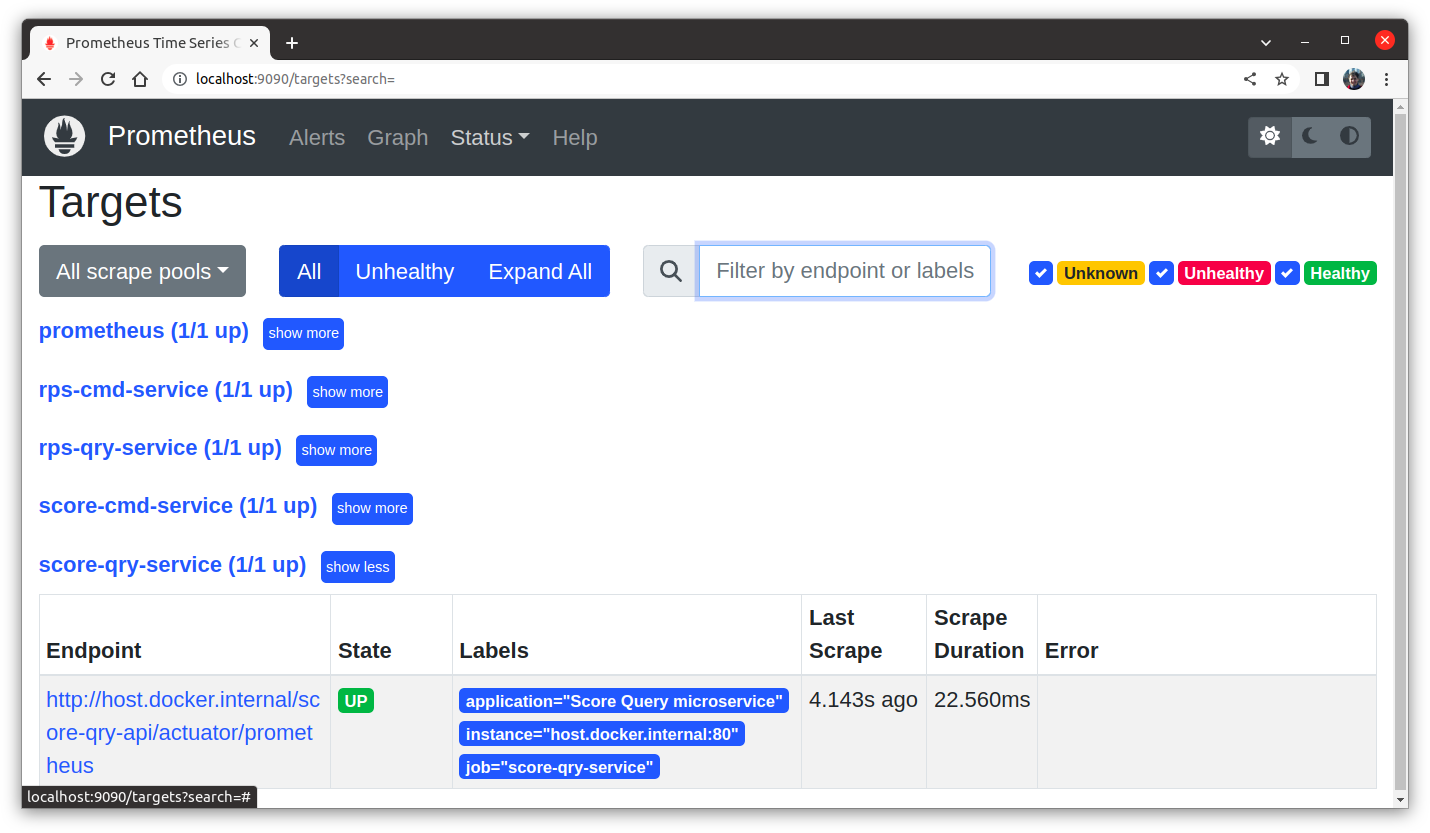 Prometheus Time Series C
localhost:9090/targets?search=
Prometheus Alerts Graph Status Help
Targets
All scrape pools All Unhealthy Expand All Filter by endpoint or labels Unknown Unhealthy Healthy
prometheus (1/1 up) show more
rps-cmd-service (1/1 up) show more
rps-qry-service (1/1 up) show more
score-cmd-service (1/1 up) show more
score-qry-service (1/1 up) show less
Endpoint State Labels Last Scrape Scrape Duration Error
http://host.docker.internal/sc
ore-qry-api/actuator/promet
heus
UP
application="Score Query microservice"
instance="host.docker.internal:80"
job="score-qry-service"
4.143s ago
22.560ms
localhost:9090/targets?search=#